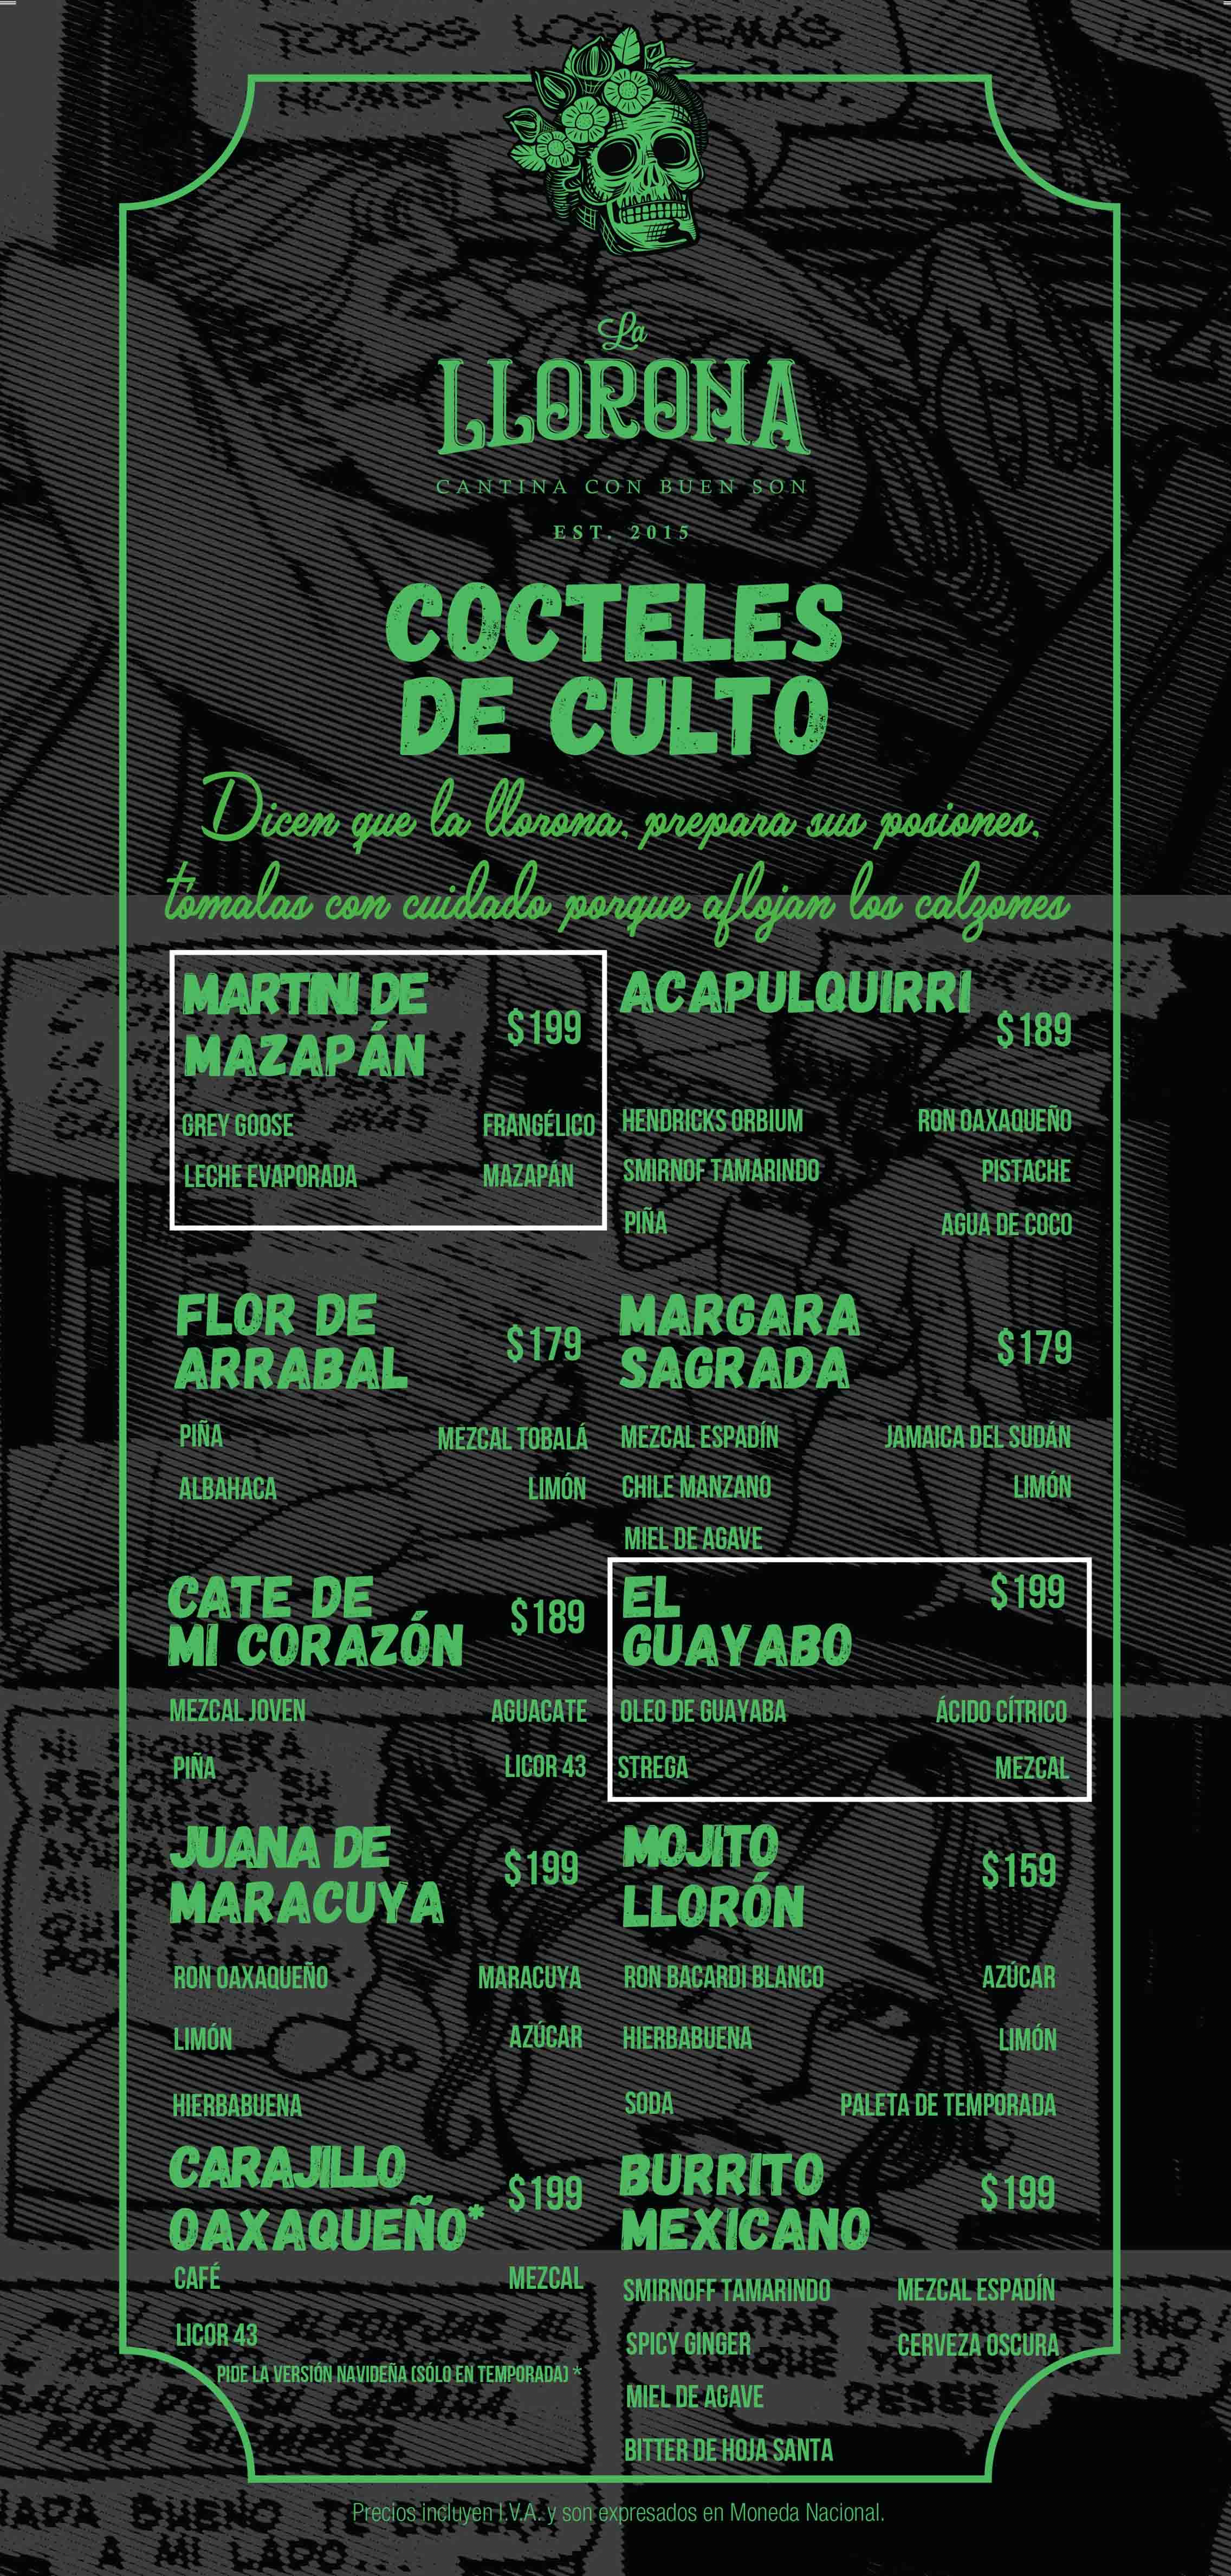 TODOS LOS DEMÁS
La
LLORONA
CANTINA CON BUEN SON
EST. 2015
COCTELES
DE CULTO
Dicen que la llorona, prepara sus posiones,
tómalas con cuidado porque aflojan los calzones
MARTINI DE
MAZAPÁN
$199
GREY GOOSE FRANGÉLICO
LECHE EVAPORADA MAZAPÁN
ACAPULQUIRRI
$189
HENDRICKS ORBIUM RON OAXAQUEÑO
SMIRNOF TAMARINDO PISTACHE
PIÑA AGUA DE COCO
FLOR DE
ARRABAL
$179
PIÑA MEZCAL TOBALÁ
ALBAHACA LIMÓN
MARGARA
SAGRADA
$179
MEZCAL ESPADÍN JAMAICA DEL SUDÁN
CHILE MANZANO LIMÓN
MIEL DE AGAVE
CATE DE
MI CORAZÓN
$189
MEZCAL JOVEN AGUACATE
PIÑA LICOR 43
EL
GUAYABO
$199
OLEO DE GUAYABA ÁCIDO CÍTRICO
STREGA MEZCAL
JUANA DE
MARACUYA
$199
RON OAXAQUEÑO MARACUYA
LIMÓN AZÚCAR
HIERBABUENA
MOJITO
LLORÓN
$159
RON BACARDI BLANCO AZÚCAR
HIERBABUENA LIMÓN
SODA PALETA DE TEMPORADA
CARAJILLO
OAXAQUEÑO*
$199
CAFÉ MEZCAL
LICOR 43
PIDE LA VERSIÓN NAVIDEÑA (SÓLO EN TEMPORADA) *
BURRITO
MEXICANO
$199
SMIRNOFF TAMARINDO MEZCAL ESPADÍN
SPICY GINGER CERVEZA OSCURA
MIEL DE AGAVE
BITTER DE HOJA SANTA
Precios incluyen I.V.A. y son expresados en Moneda Nacional.
A MI LADO...